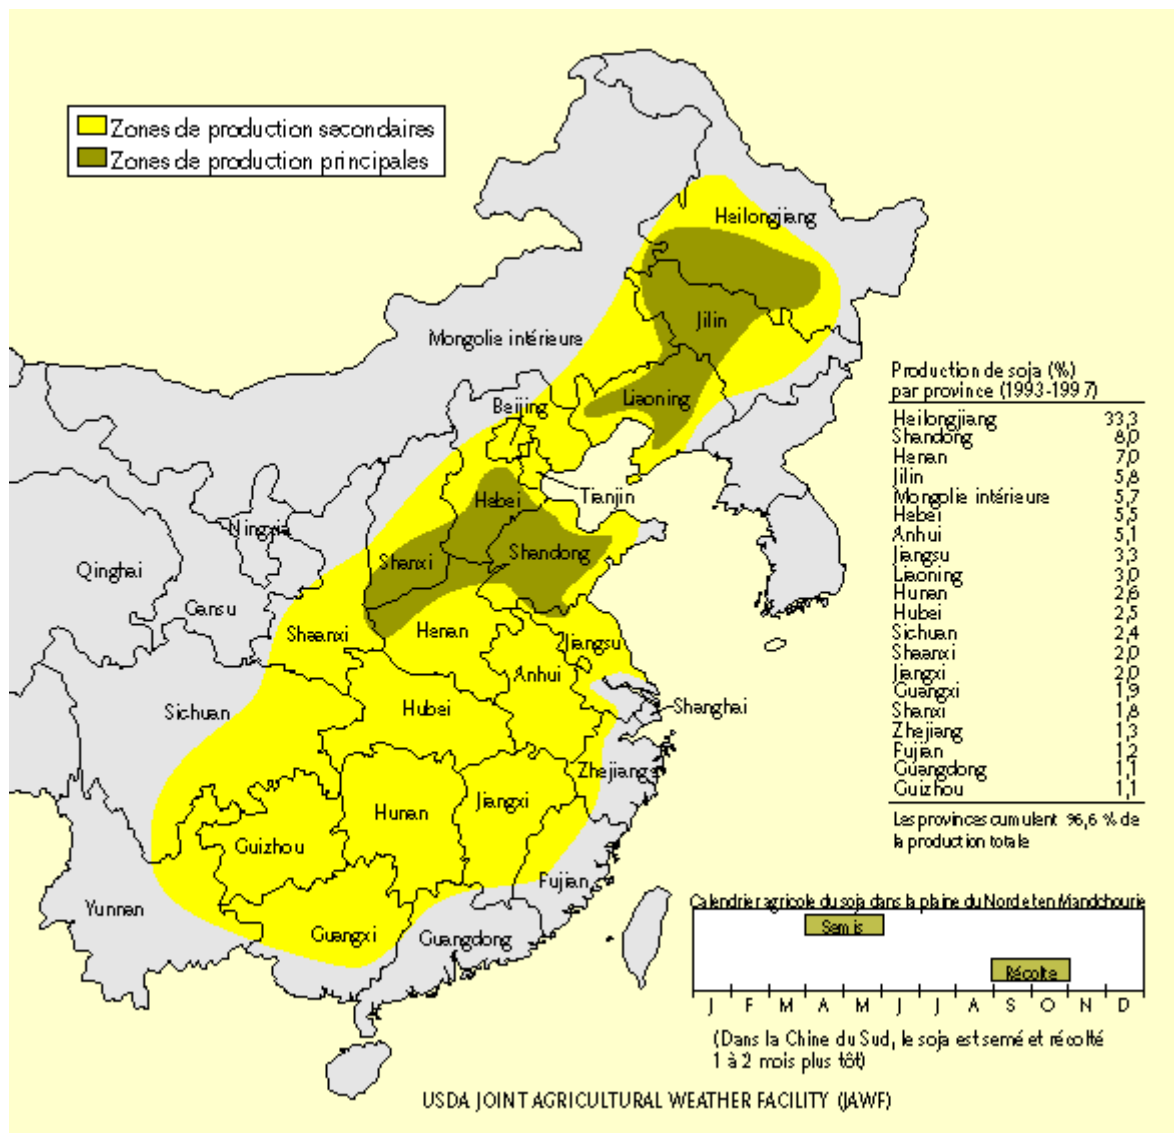 Zones de production secondaires
Zones de production principales
Heilongjiang
Jilin
Mongolie intérieure
Liaoning
Beijing
Tianjin
Hebei
Ningxia
Shanxi
Shandong
Qinghai
Gansu
Shaanxi
Henan
Jiangsu
Anhui
Sichuan
Hubei
Shanghai
Zhejiang
Hunan
Jiangxi
Guizhou
Fujian
Yunnan
Guangxi
Guangdong
Production de soja (%)
par province (1993-1997)
Heilongjiang 33,3
Shandong 8,0
Henan 7,0
Jilin 5,8
Mongolie intérieure 5,7
Hebei 5,5
Anhui 5,1
Jiangsu 3,3
Liaoning 3,0
Hunan 2,6
Hubei 2,5
Sichuan 2,4
Shaanxi 2,0
Jiangxi 2,0
Guangxi 1,9
Shanxi 1,8
Zhejiang 1,3
Fujian 1,2
Guangdong 1,1
Guizhou 1,1
Les provinces cumulent 96,6 % de
la production totale
Calendrier agricole du soja dans la plaine du Nord et en Mandchourie
Semis
Récolte
J F M A M J J A S O N D
(Dans la Chine du Sud, le soja est semé et récolté
1 à 2 mois plus tôt)
USDA JOINT AGRICULTURAL WEATHER FACILITY (JAWF)